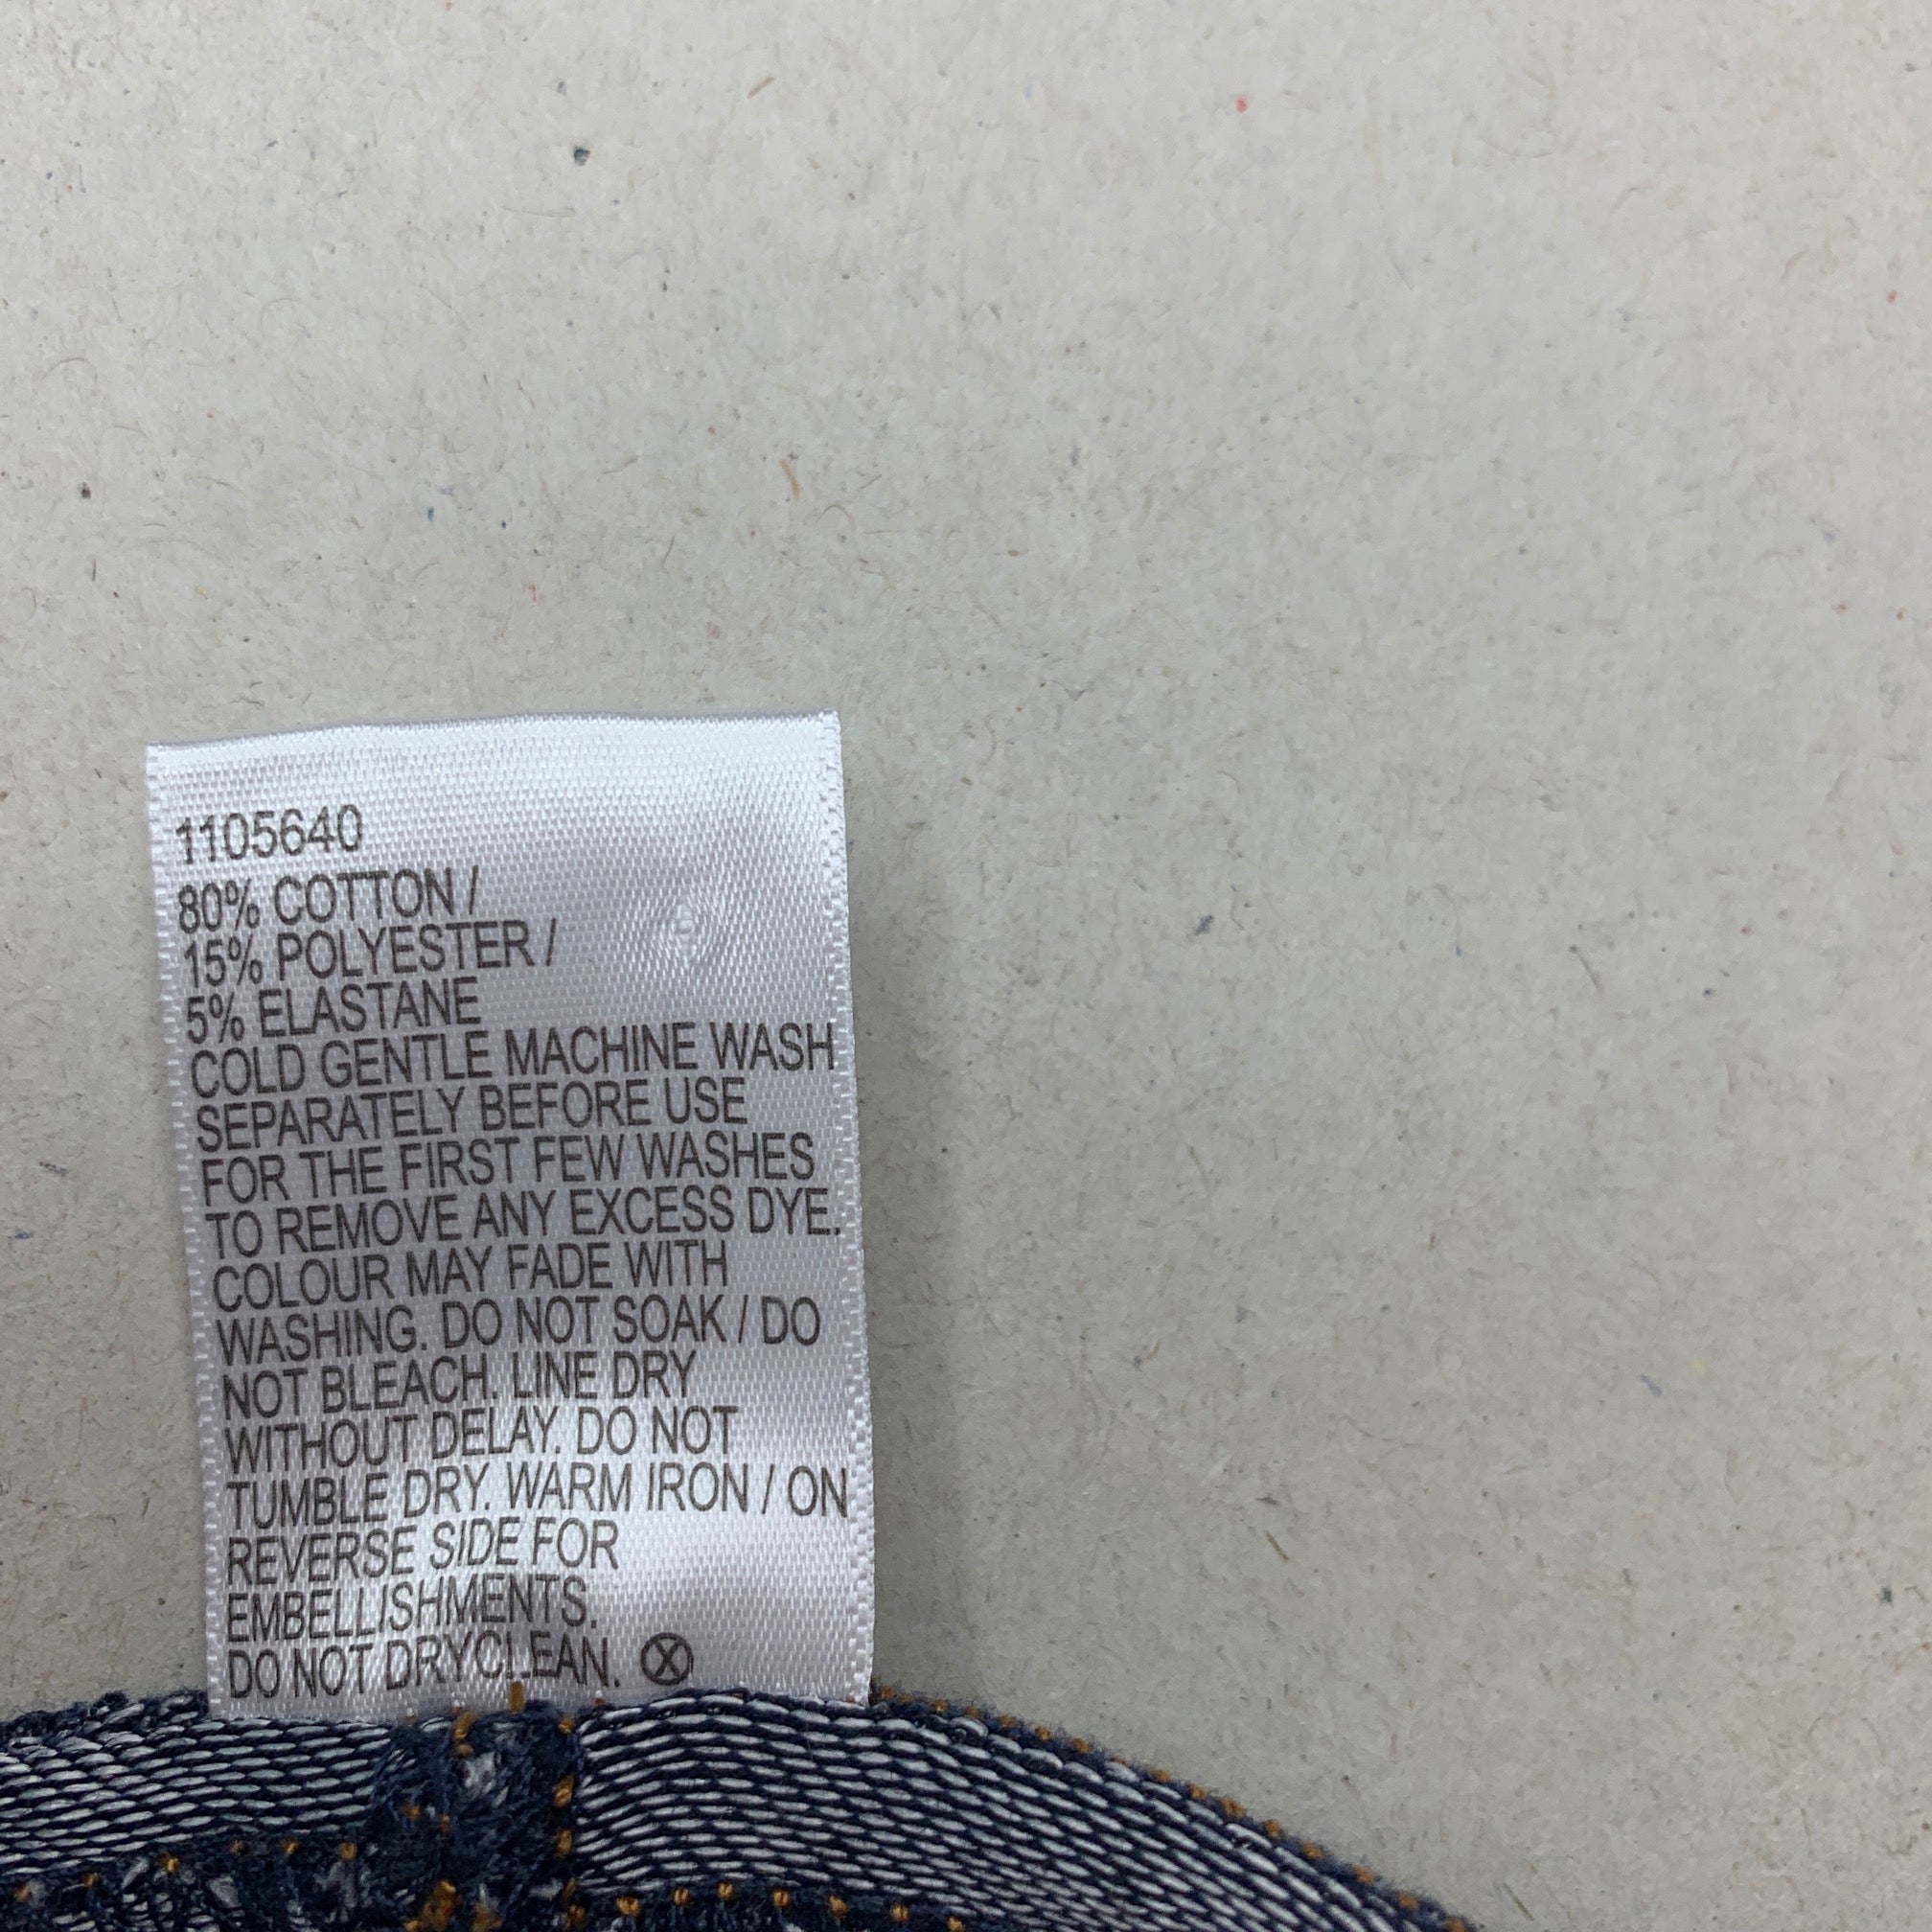 1105640
80% COTTON /
15% POLYESTER /
5% ELASTANE
COLD GENTLE MACHINE WASH
SEPARATELY BEFORE USE
FOR THE FIRST FEW WASHES
TO REMOVE ANY EXCESS DYE.
COLOUR MAY FADE WITH
WASHING. DO NOT SOAK / DO
NOT BLEACH. LINE DRY
WITHOUT DELAY. DO NOT
TUMBLE DRY. WARM IRON / ON
REVERSE SIDE FOR
EMBELLISHMENTS.
DO NOT DRYCLEAN. Ⓧ